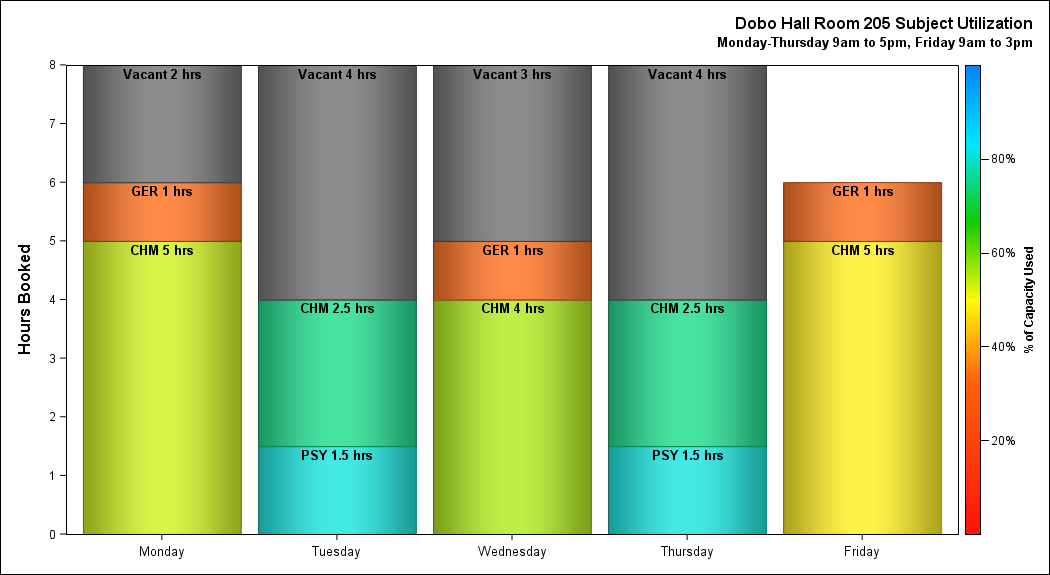 Dobo Hall Room 205 Subject Utilization
Monday-Thursday 9am to 5pm, Friday 9am to 3pm
8
7
6
5
4
3
2
1
0
Hours Booked
Vacant 2 hrs
GER 1 hrs
CHM 5 hrs
Vacant 4 hrs
CHM 2.5 hrs
PSY 1.5 hrs
Vacant 3 hrs
GER 1 hrs
CHM 4 hrs
Vacant 4 hrs
CHM 2.5 hrs
PSY 1.5 hrs
GER 1 hrs
CHM 5 hrs
Monday
Tuesday
Wednesday
Thursday
Friday
80%
60%
40%
20%
% of Capacity Used